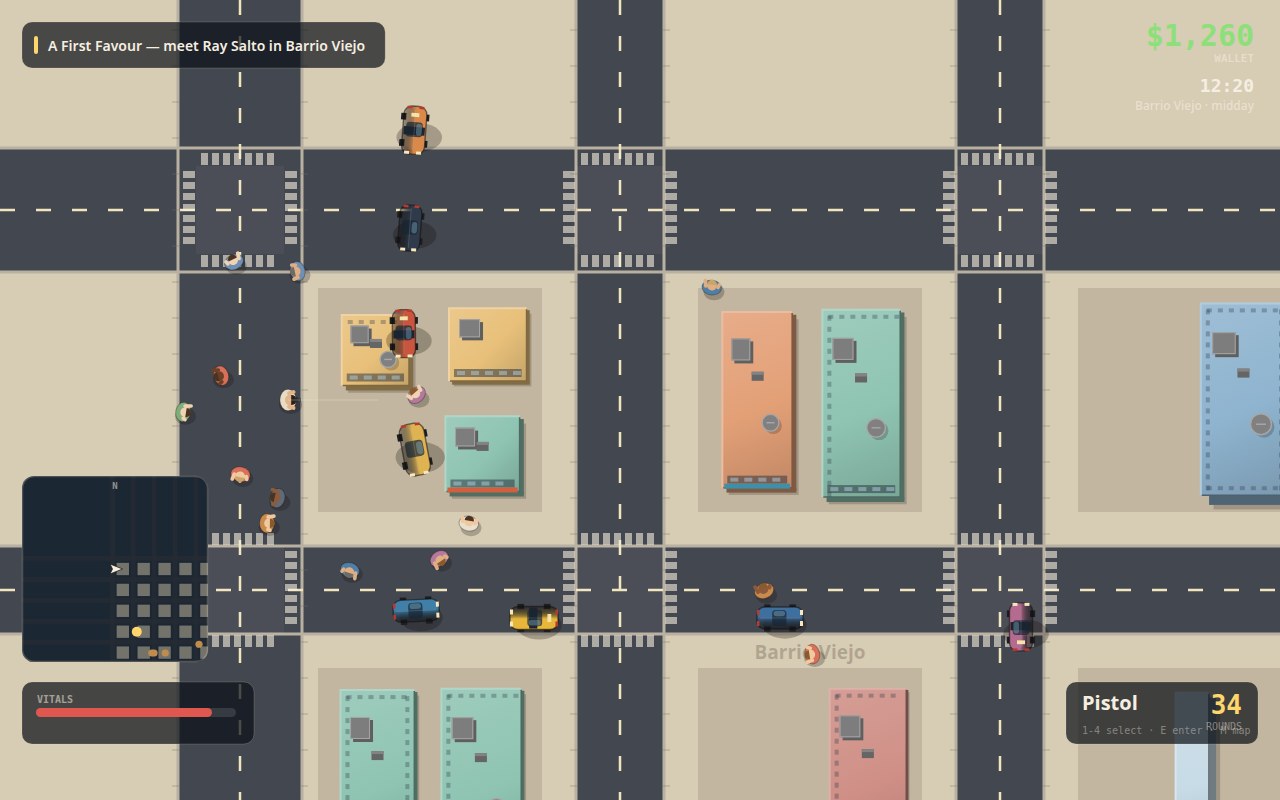 A First Favour — meet Ray Salto in Barrio Viejo
$1,260
WALLET
12:20
Barrio Viejo · midday
N
Barrio Viejo
VITALS
Pistol
34
ROUNDS
1-4 select · E enter · M map